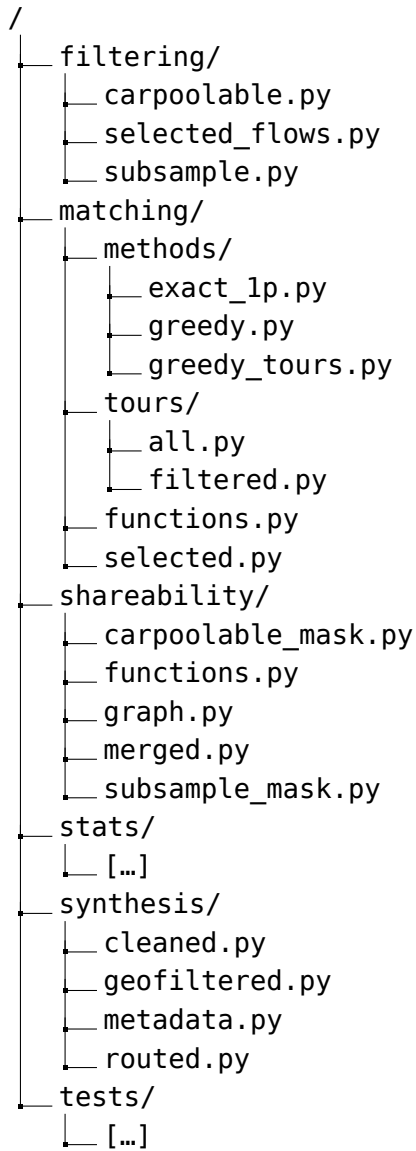 /
filtering/
carpoolable.py
selected_flows.py
subsample.py
matching/
methods/
exact_1p.py
greedy.py
greedy_tours.py
tours/
all.py
filtered.py
functions.py
selected.py
shareability/
carpoolable_mask.py
functions.py
graph.py
merged.py
subsample_mask.py
stats/
[…]
synthesis/
cleaned.py
geofiltered.py
metadata.py
routed.py
tests/
[…]